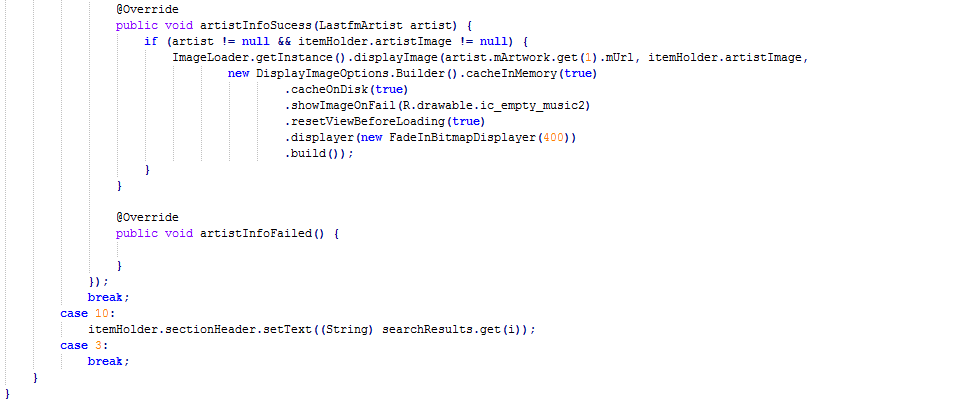 @Override
public void artistInfoSucess(LastfmArtist artist) {
if (artist != null && itemHolder.artistImage != null) {
ImageLoader.getInstance().displayImage(artist.mArtwork.get(1).mUrl, itemHolder.artistImage,
new DisplayImageOptions.Builder().cacheInMemory(true)
.cacheOnDisk(true)
.showImageOnFail(R.drawable.ic_empty_music2)
.resetViewBeforeLoading(true)
.displayer(new FadeInBitmapDisplayer(400))
.build());
}
}
@Override
public void artistInfoFailed() {
}
});
break;
case 10:
itemHolder.sectionHeader.setText((String) searchResults.get(i));
case 3:
break;
}
}